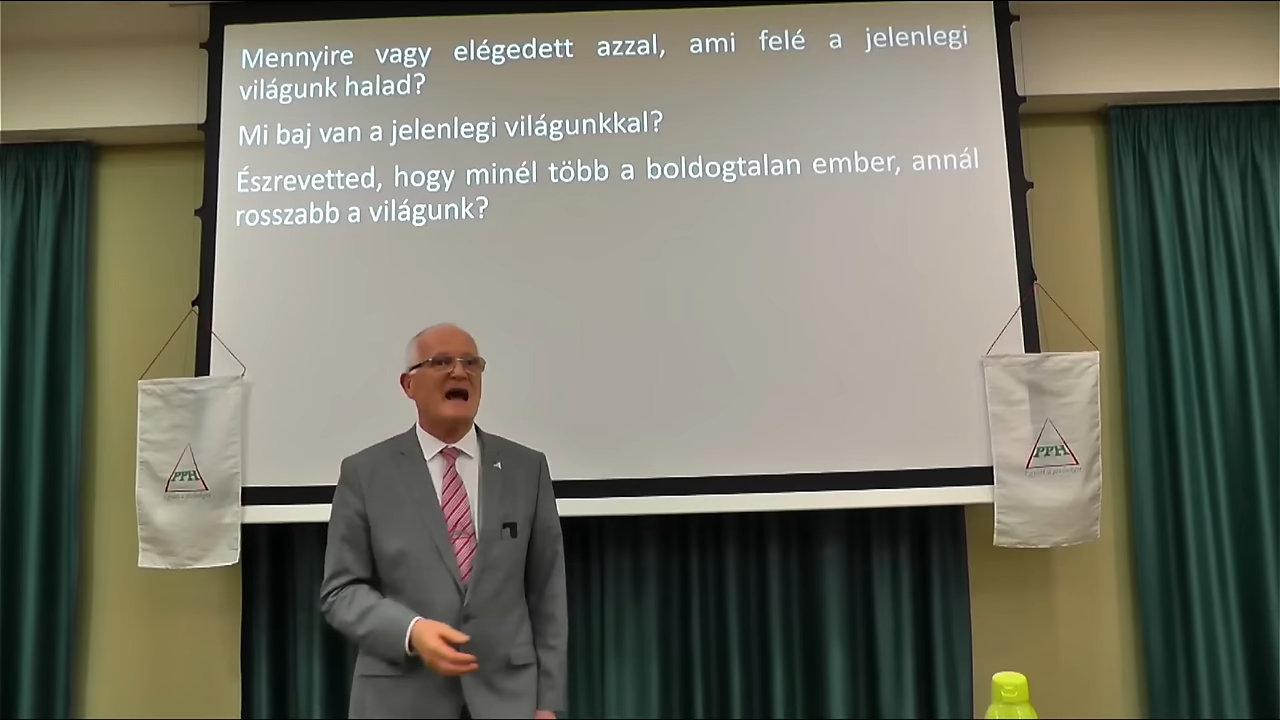 Mennyire vagy elégedett azzal, ami felé a jelenlegi
világunk halad?
Mi baj van a jelenlegi világunkkal?
Észrevetted, hogy minél több a boldogtalan ember, annál
rosszabb a világunk?
PPH
PPH